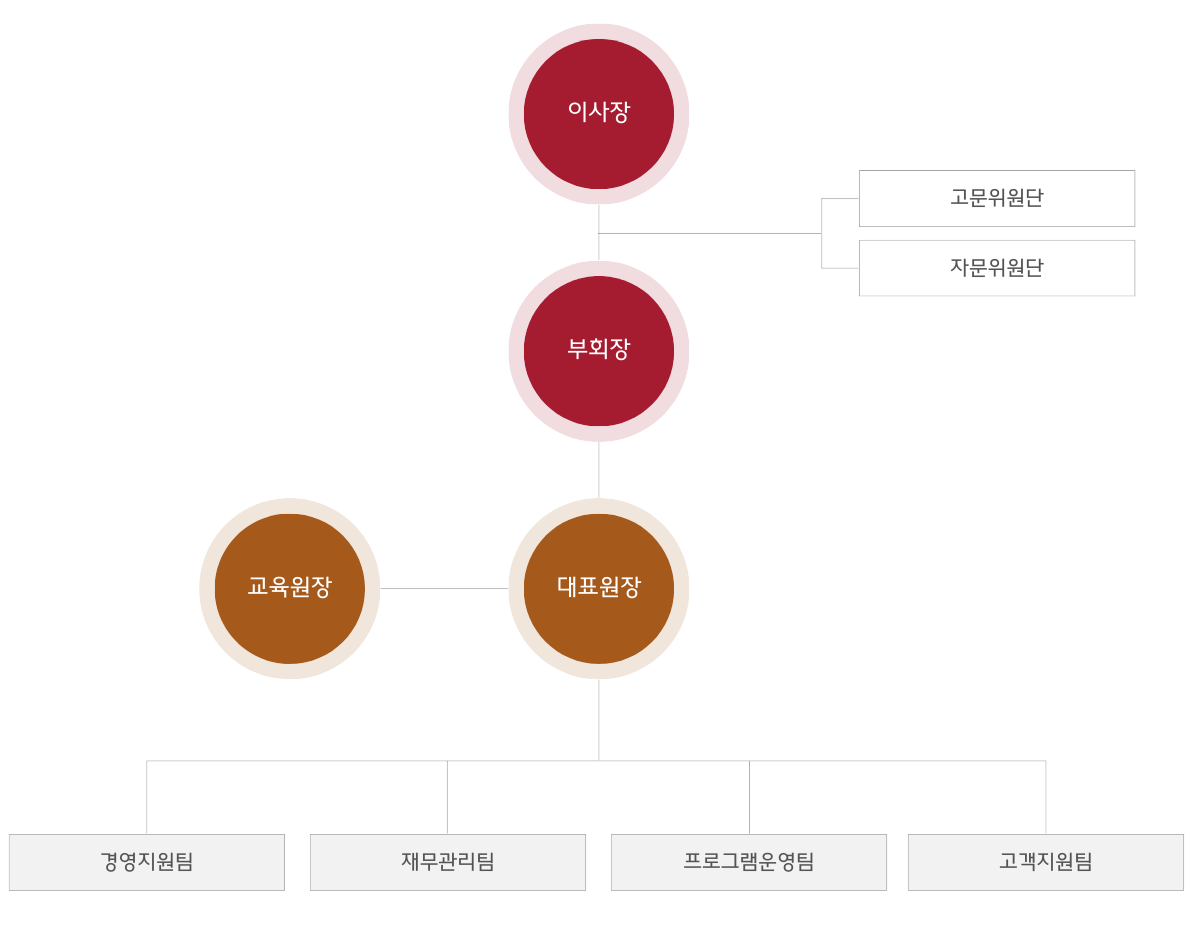 이사장
고문위원단
자문위원단
부회장
교육원장
대표원장
경영지원팀
재무관리팀
프로그램운영팀
고객지원팀